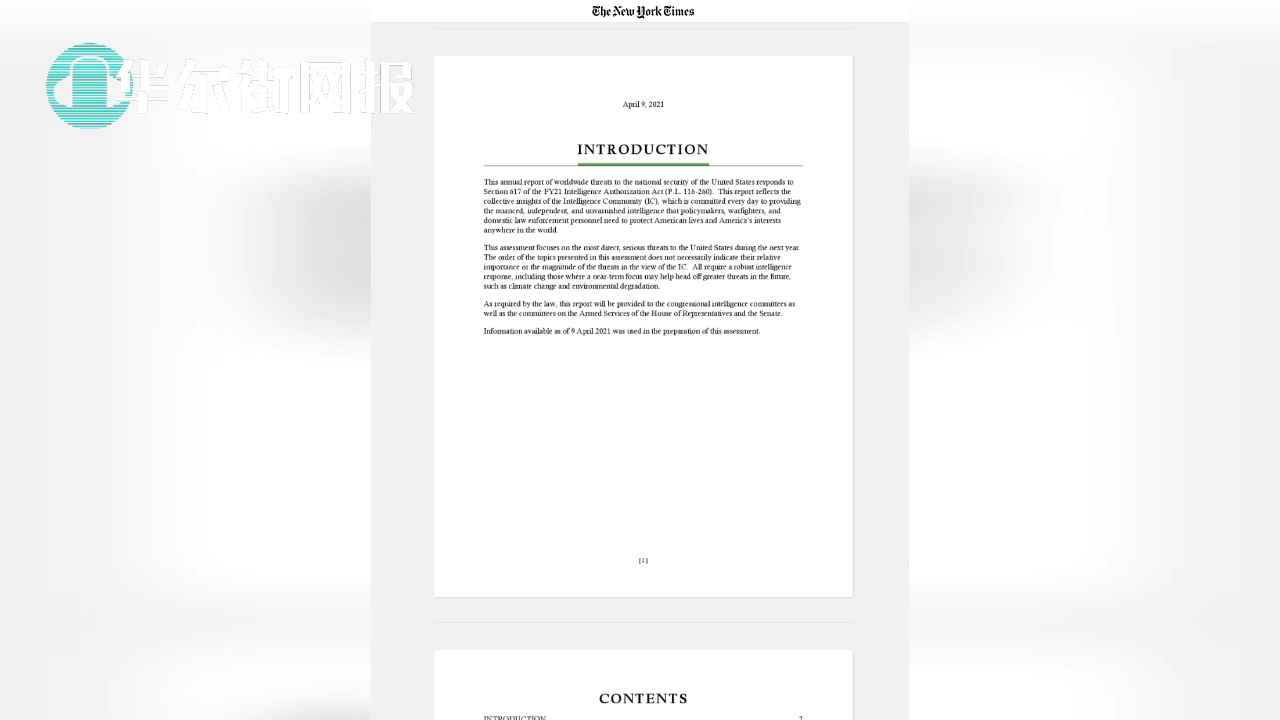 The New York Times
华尔街网报
April 9, 2021
INTRODUCTION
This annual report of worldwide threats to the national security of the United States responds to
Section 617 of the FY21 Intelligence Authorization Act (P.L. 116-260).  This report reflects the
collective insights of the Intelligence Community (IC), which is committed every day to providing
the nuanced, independent, and unvarnished intelligence that policymakers, warfighters, and
domestic law enforcement personnel need to protect American lives and America's interests
anywhere in the world.
This assessment focuses on the most direct, serious threats to the United States during the next year.
The order of the topics presented in this assessment does not necessarily indicate their relative
importance or the magnitude of the threats in the view of the IC.  All require a robust intelligence
response, including those where a near-term focus may help head off greater threats in the future,
such as climate change and environmental degradation.
As required by the law, this report will be provided to the congressional intelligence committees as
well as the committees on the Armed Services of the House of Representatives and the Senate.
Information available as of 9 April 2021 was used in the preparation of this assessment.
[2]
CONTENTS
INTRODUCTION 2